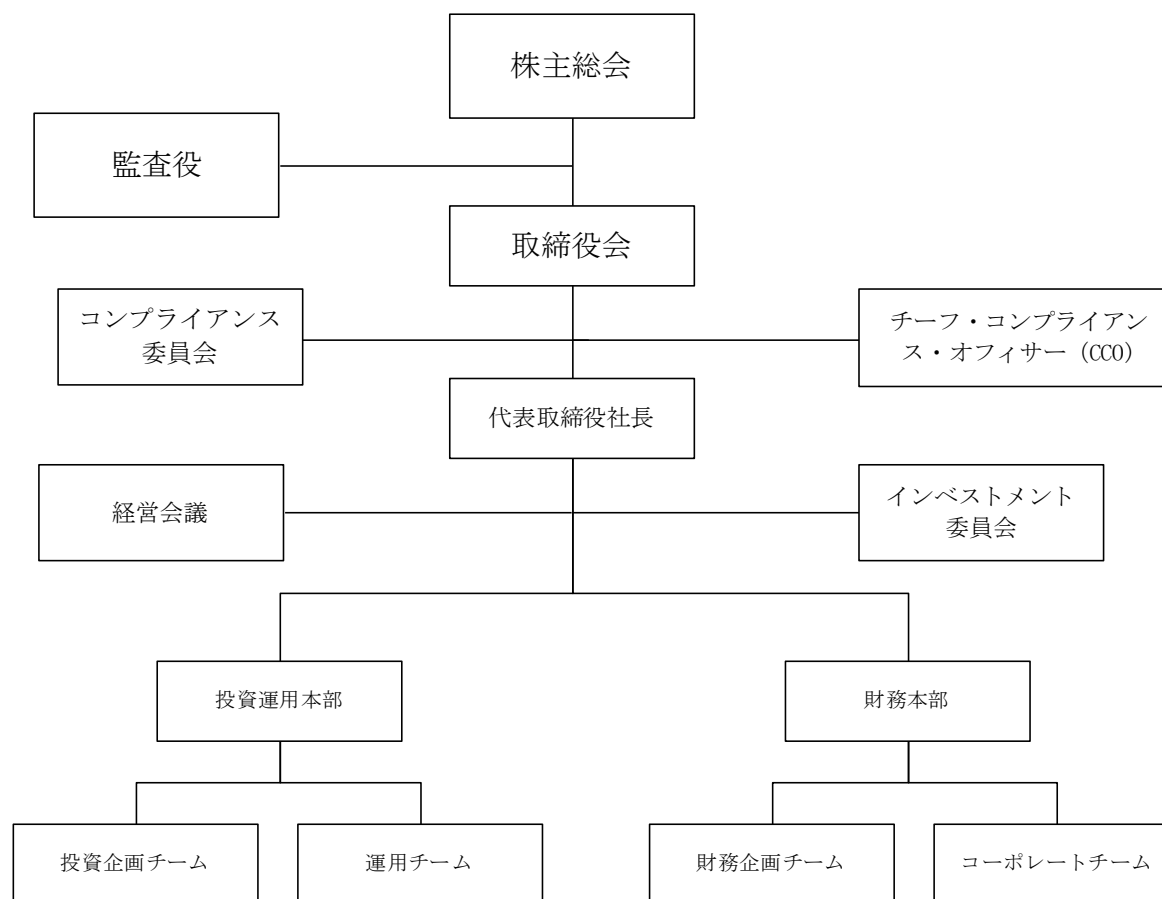 株主総会
監査役
取締役会
コンプライアンス
委員会
チーフ・コンプライアン
ス・オフィサー（CCO）
代表取締役社長
経営会議
インベストメント
委員会
投資運用本部
財務本部
投資企画チーム
運用チーム
財務企画チーム
コーポレートチーム